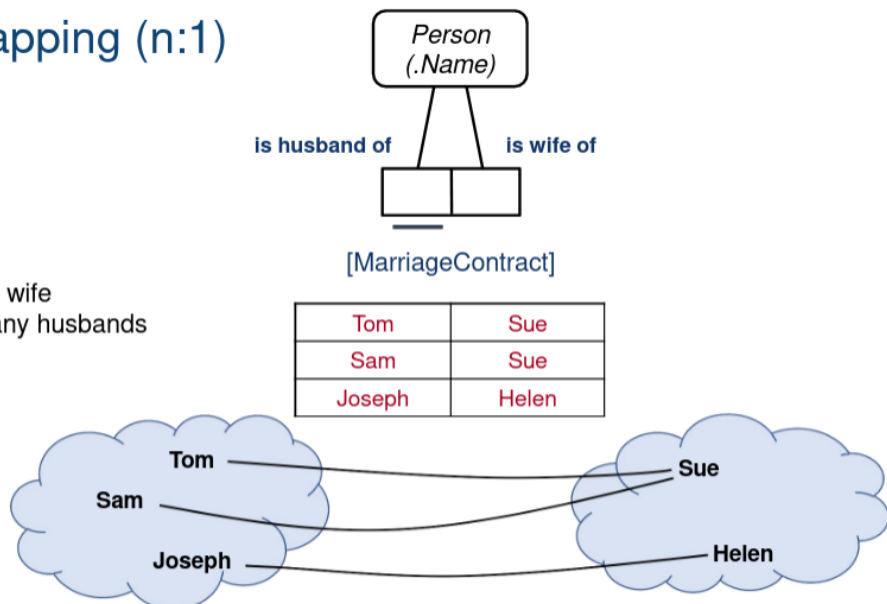 apping (n:1)
Person
(.Name)
is husband of
is wife of
[MarriageContract]
wife
any husbands
Tom Sue
Sam Sue
Joseph Helen
Tom
Sue
Sam
Helen
Joseph